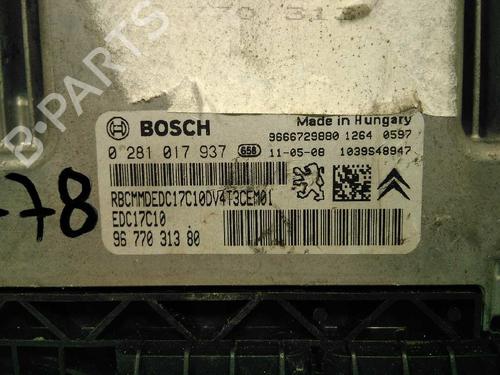 B-PARTS
BOSCH
Made in Hungary
9666729880 1264 0597
0 281 017 937 658 11-05-08 1039S48947
RBCMMDEDC17C10DV4T3CEM01
EDC17C10
96 770 313 80
-78